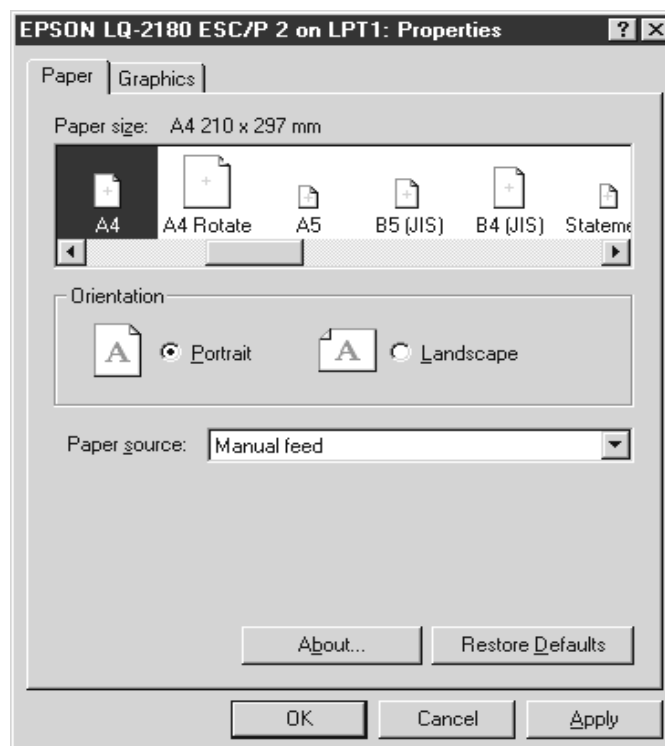 EPSON LQ-2180 ESC/P 2 on LPT1: Properties
Paper Graphics
Paper size: A4 210 x 297 mm
A4 A4 Rotate A5 B5 (JIS) B4 (JIS) Stateme
Orientation
A Portrait A Landscape
Paper source: Manual feed
About... Restore Defaults
OK Cancel Apply